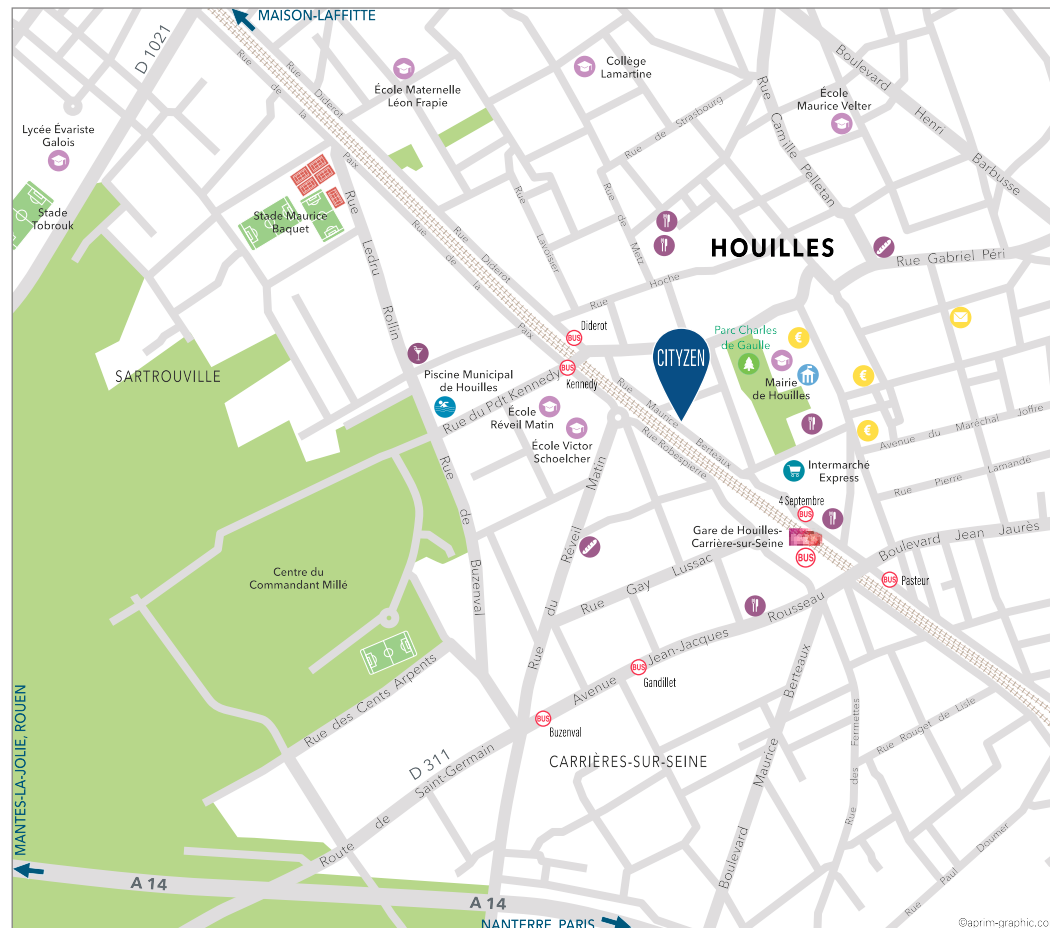 MAISON-LAFFITTE
D 1021
Rue Diderot
Rue de la Paix
École Maternelle
Léon Frapie
Collège
Lamartine
Boulevard Henri Barbusse
École
Maurice Velter
Rue Camille Pelletan
Rue de Strasbourg
Lycée Évariste
Galois
Stade
Tobrouk
Stade Maurice
Baquet
Rue Ledru Rollin
Rue Diderot
Rue de la Paix
Rue Lavoisier
Rue de Metz
HOUILLES
Rue Gabriel Péri
Rue Hoche
BUS
Diderot
CITYZEN
Parc Charles
de Gaulle
€
SARTROUVILLE
Piscine Municipal
de Houilles
BUS
Kennedy
Rue du Pdt Kennedy
Mairie
de Houilles
€
École
Réveil Matin
École Victor
Schoelcher
Rue Maurice Berteaux
Rue Robespierre
€
Avenue du Maréchal Joffre
Intermarché
Express
Rue Pierre Lamande
4 Septembre
BUS
Gare de Houilles-
Carrière-sur-Seine
BUS
Boulevard Jean Jaurès
BUS
Pasteur
Rue de Buzenval
Rue du Réveil Matin
Rue Gay Lussac
Centre du
Commandant Millé
Avenue Jean-Jacques Rousseau
BUS
Gandillet
BUS
Buzenval
Rue des Cents Arpents
CARRIÈRES-SUR-SEINE
D 311
Route de Saint-Germain
Boulevard Maurice Berteaux
Rue des Fermettes
Rue Rouget de Lisle
Rue Paul Doumer
MANTES-LA-JOLIE, ROUEN
A 14
A 14
NANTERRE, PARIS
©aprim-graphic.co